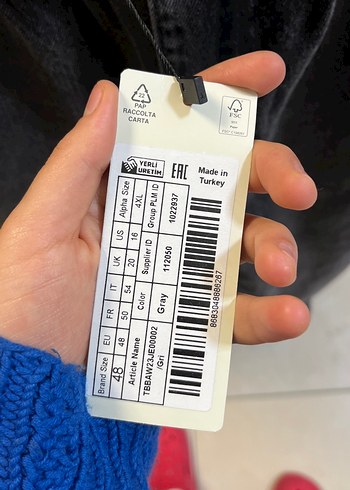 22
PAP
RACCOLTA
CARTA
FSC
YERLİ
ÜRETİM
EAC
Made in
Turkey
Brand Size EU FR IT UK US Alpha Size
48 48 50 54 20 16 4XL
Article Name Color Supplier ID Group PLM ID
TBBAW23JE00002 Gray 112050 1022937
/Gri
8683048886267